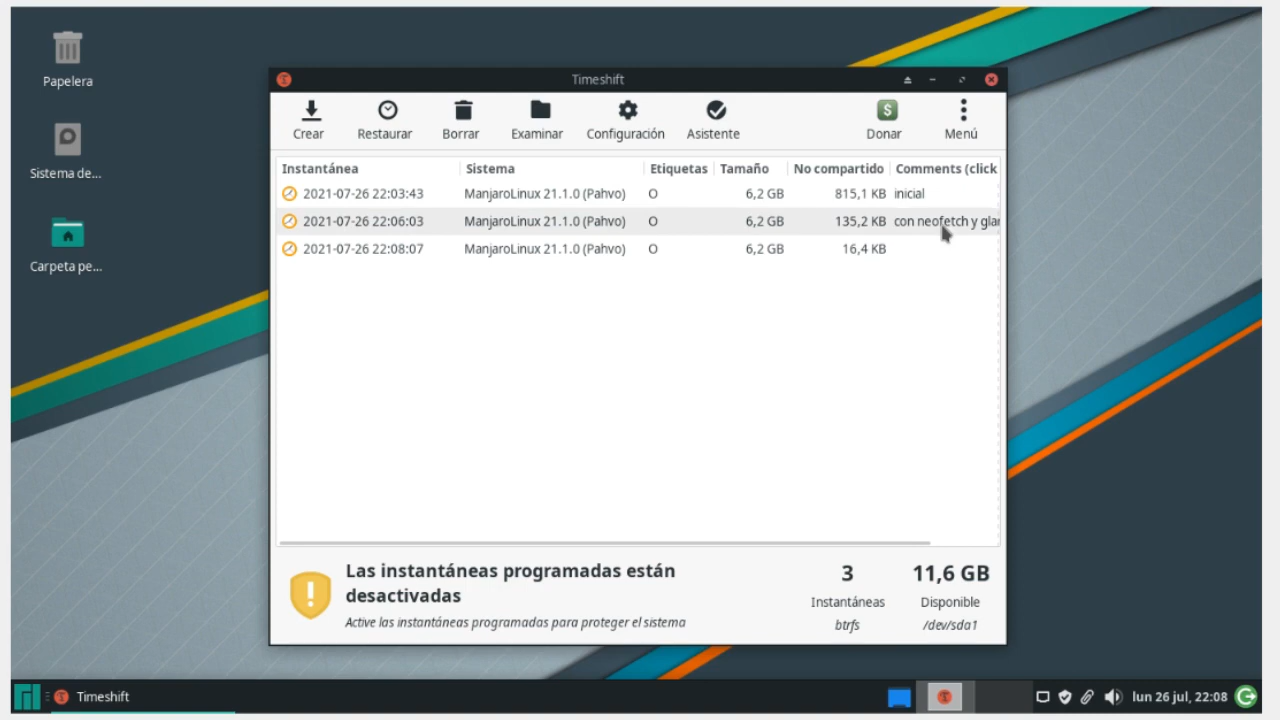 Papelera
Sistema de...
Carpeta pe...
Timeshift
Crear Restaurar Borrar Examinar Configuración Asistente Donar Menú
Instantánea Sistema Etiquetas Tamaño No compartido Comments (click
2021-07-26 22:03:43 ManjaroLinux 21.1.0 (Pahvo) O 6,2 GB 815,1 KB inicial
2021-07-26 22:06:03 ManjaroLinux 21.1.0 (Pahvo) O 6,2 GB 135,2 KB con neofetch y gla
2021-07-26 22:08:07 ManjaroLinux 21.1.0 (Pahvo) O 6,2 GB 16,4 KB
Las instantáneas programadas están
desactivadas
Active las instantáneas programadas para proteger el sistema
3 11,6 GB
Instantáneas Disponible
btrfs /dev/sda1
Timeshift lun 26 jul, 22:08